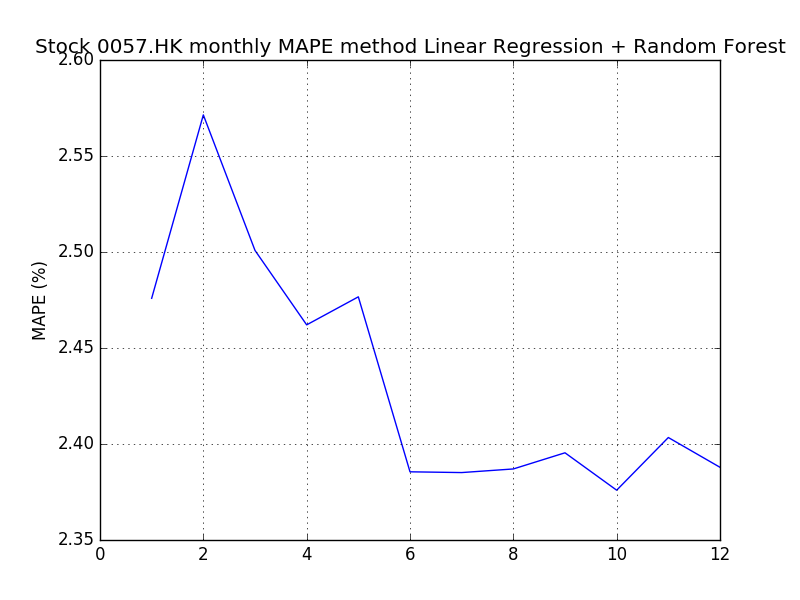 Stock 0057.HK monthly MAPE method Linear Regression + Random Forest
2.60
2.55
2.50
2.45
2.40
2.35
MAPE (%)
0 2 4 6 8 10 12